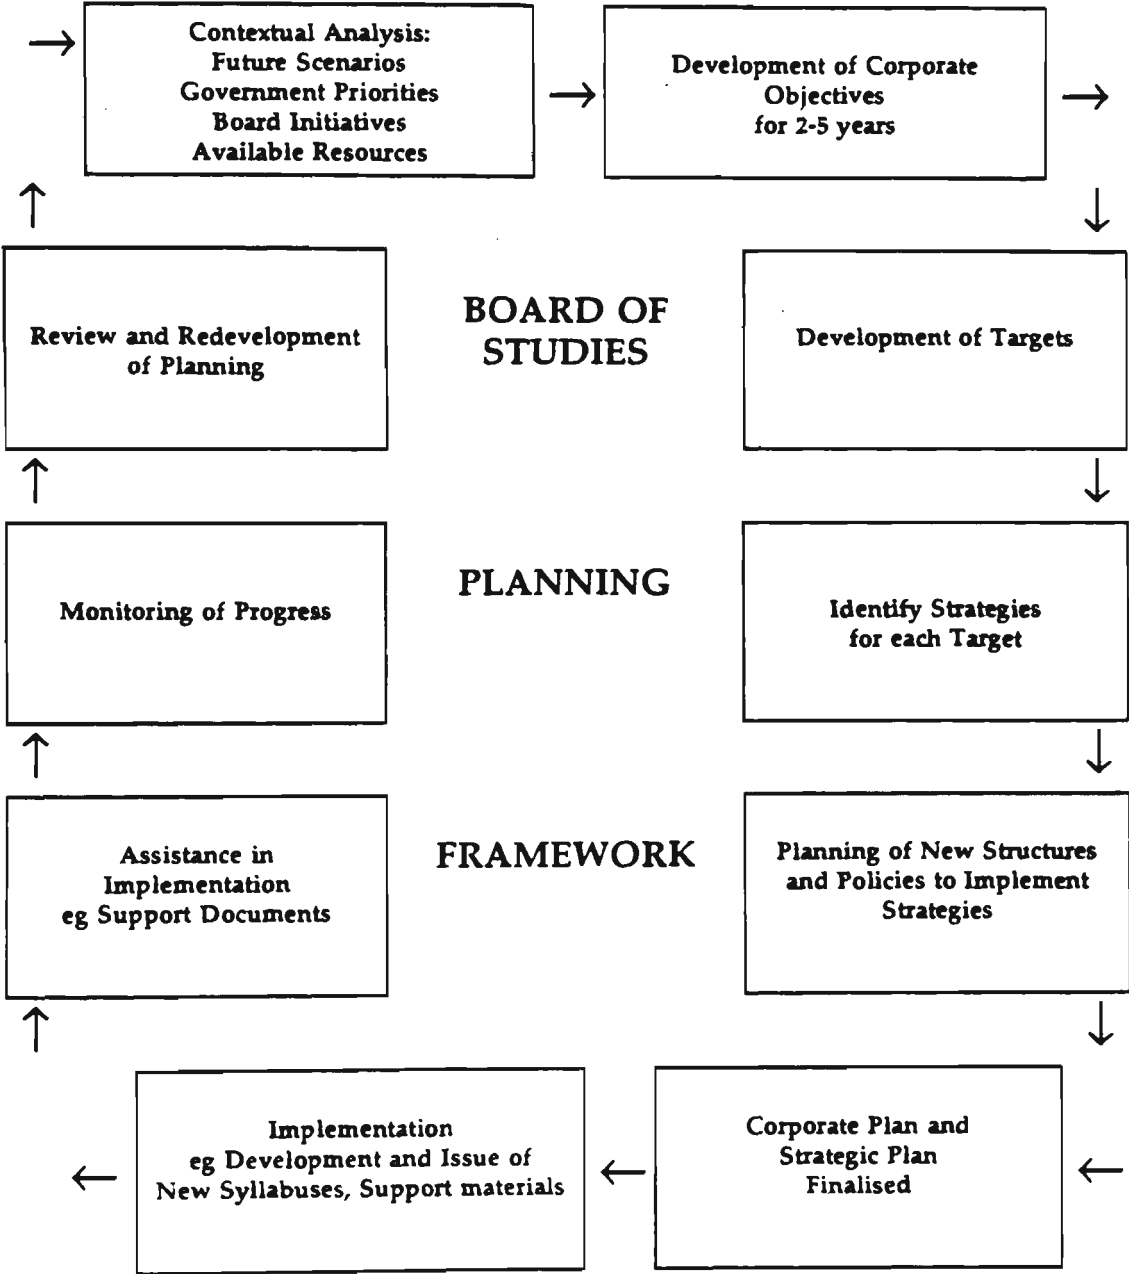 Contextual Analysis:
Future Scenarios
Government Priorities
Board Initiatives
Available Resources
Development of Corporate
Objectives
for 2-5 years
Review and Redevelopment
of Planning
BOARD OF
STUDIES
Development of Targets
Monitoring of Progress
PLANNING
Identify Strategies
for each Target
Assistance in
Implementation
eg Support Documents
FRAMEWORK
Planning of New Structures
and Policies to Implement
Strategies
Implementation
eg Development and Issue of
New Syllabuses, Support materials
Corporate Plan and
Strategic Plan
Finalised